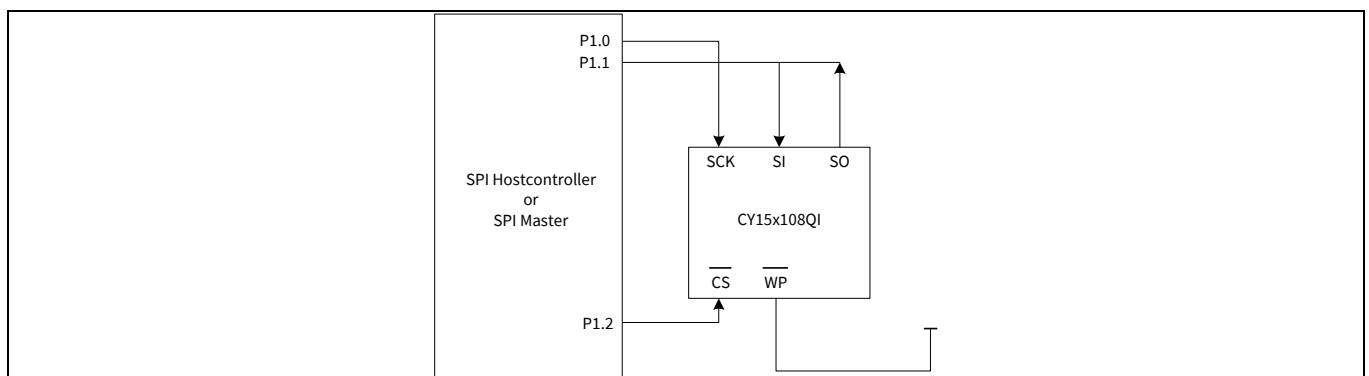 P1.0
P1.1
SCK SI SO
SPI Hostcontroller
or
SPI Master
CY15x108QI
CS WP
P1.2